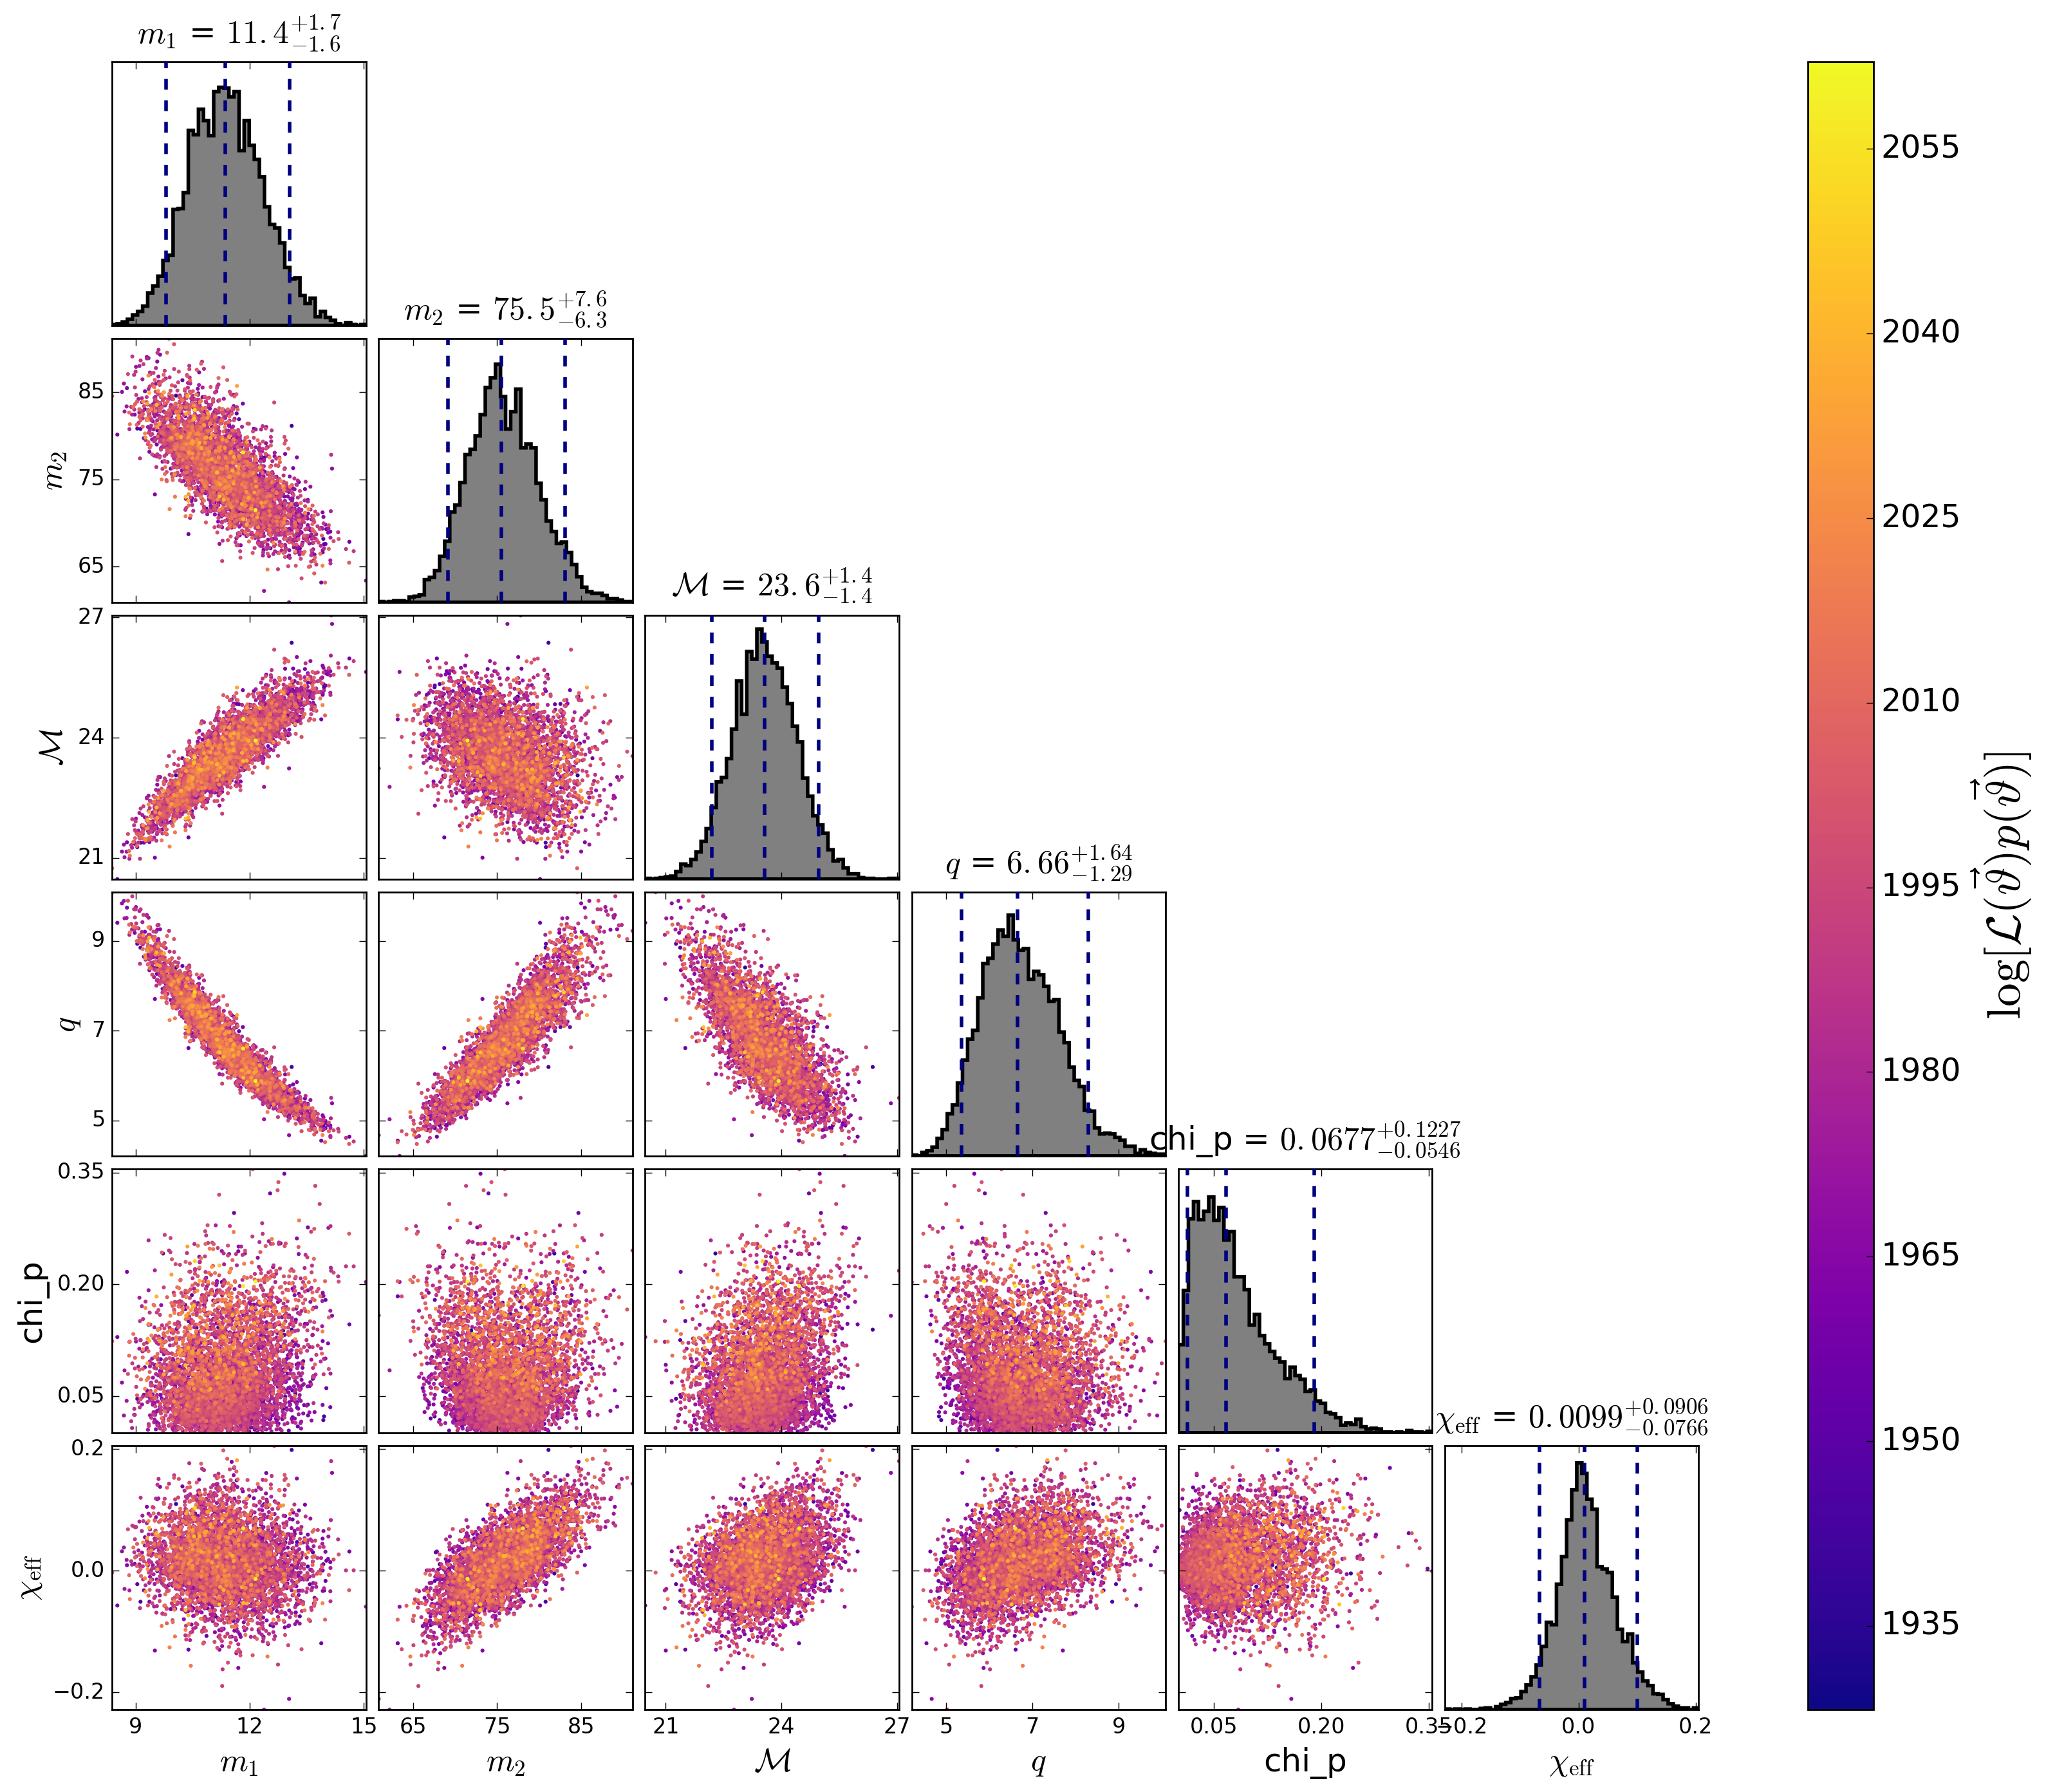 m₁ = 11.4⁺¹·⁷₋₁.₆
m₂ = 75.5⁺⁷·⁶₋₆.₃
ℳ = 23.6⁺¹·⁴₋₁.₄
q = 6.66⁺¹·⁶⁴₋₁.₂₉
chi_p = 0.0677⁺⁰·¹²²⁷₋₀.₀₅₄₆
χeff = 0.0099⁺⁰·⁰⁹⁰⁶₋₀.₀₇₆₆
m₂
85
75
65
ℳ
27
24
21
q
9
7
5
chi_p
0.35
0.20
0.05
χeff
0.2
0.0
−0.2
9 12 15
m₁
65 75 85
m₂
21 24 27
ℳ
5 7 9
q
0.05 0.20 0.35
chi_p
−0.2 0.0 0.2
χeff
2055
2040
2025
2010
1995
1980
1965
1950
1935
log[ℒ(ϑ⃗)p(ϑ⃗)]